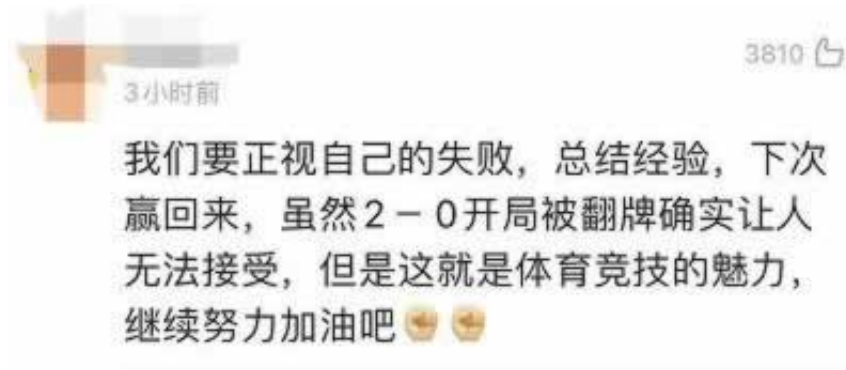 3810
3小时前
我们要正视自己的失败，总结经验，下次
赢回来，虽然2－0开局被翻牌确实让人
无法接受，但是这就是体育竞技的魅力，
继续努力加油吧